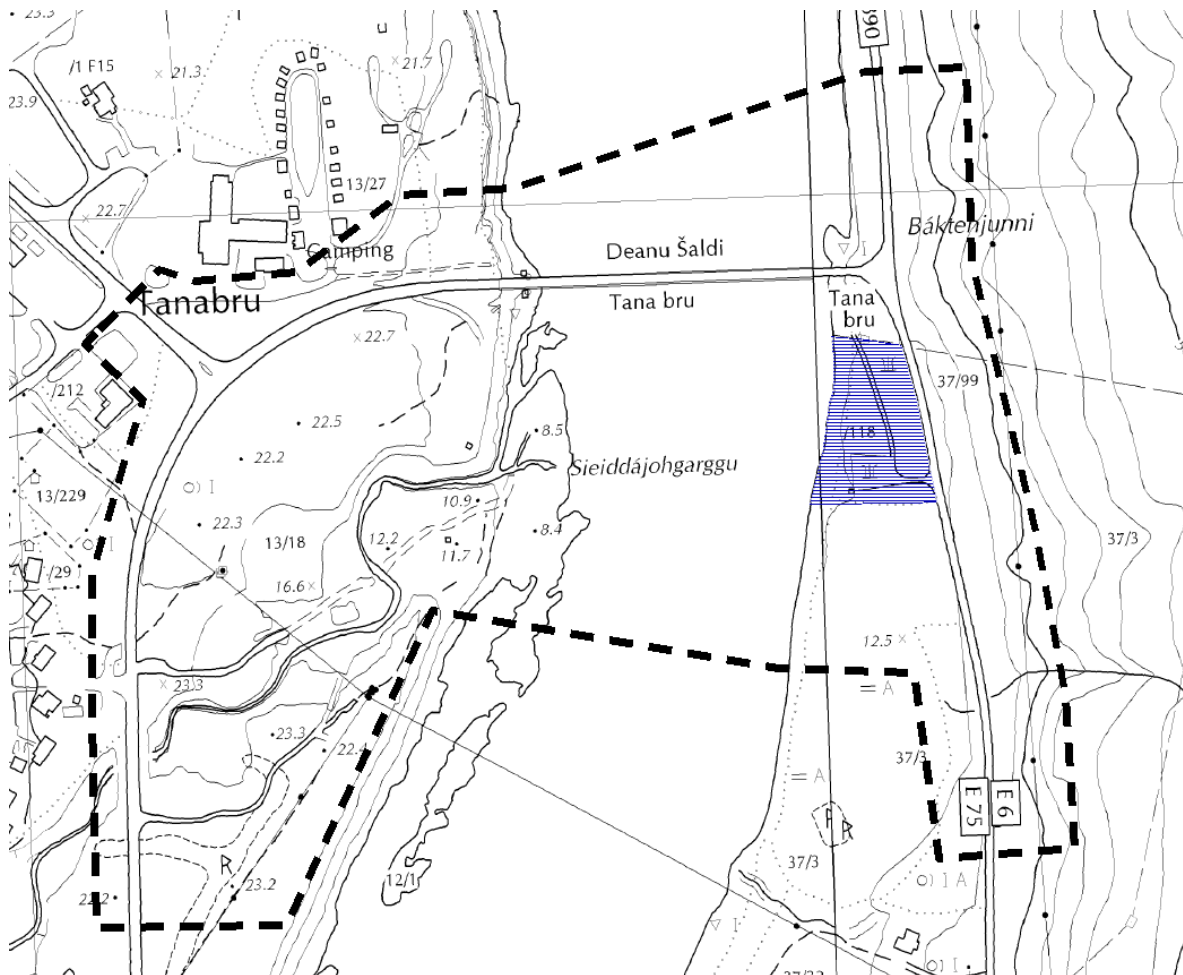 23.3
/1 F15
21.3
21.7
23.9
13/27
22.7
Camping
Tanabru
Deanu Šaldi
Tana bru
Báktenjunni
Tana
bru
22.7
III
37/99
/212
22.5
/118
8.5
22.2
Sieiddájohgarggu
III
I
13/229
10.9
22.3
8.4
13/18
12.2
11.7
37/3
I
/29
16.6
12.5
A
23.3
23.3
22.4
37/3
A
E 75
E 6
R
R
37/3
R
23.2
12/1
I A
22.2
I
I
I